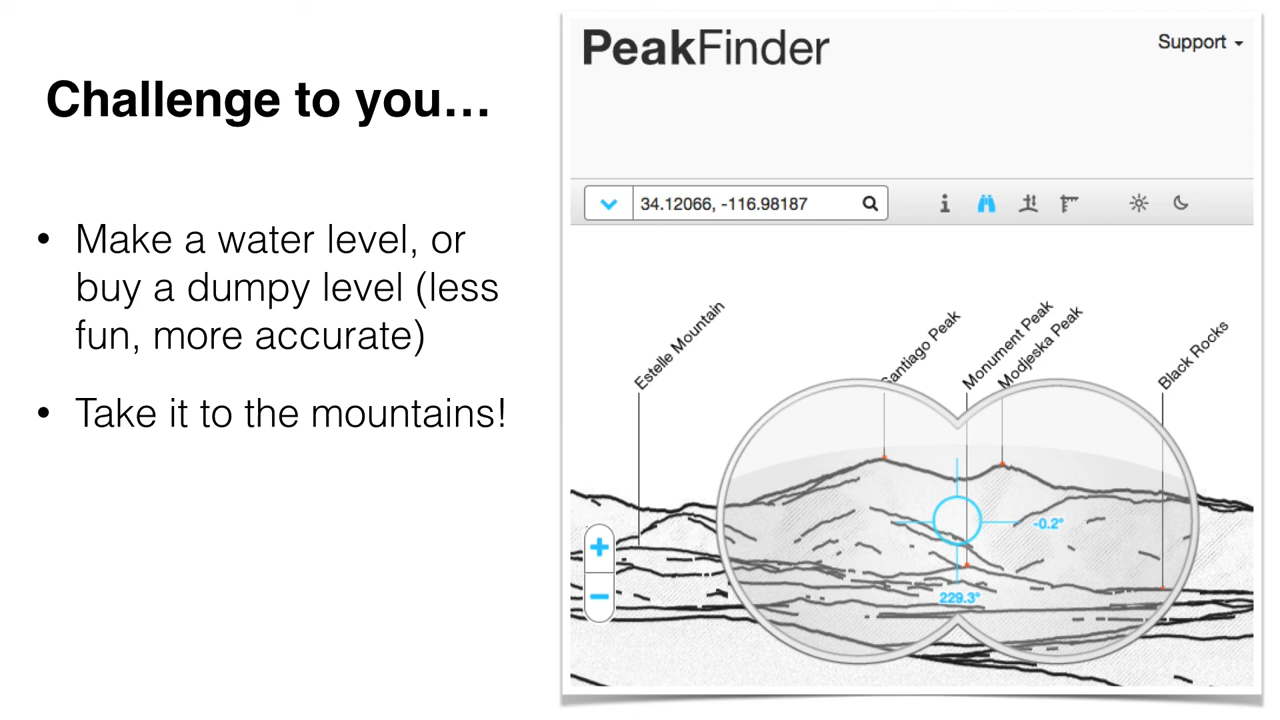 Challenge to you…
• Make a water level, or
buy a dumpy level (less
fun, more accurate)
• Take it to the mountains!
PeakFinder
Support
34.12066, -116.98187
Estelle Mountain
Santiago Peak
Monument Peak
Modjeska Peak
Black Rocks
-0.2°
229.3°